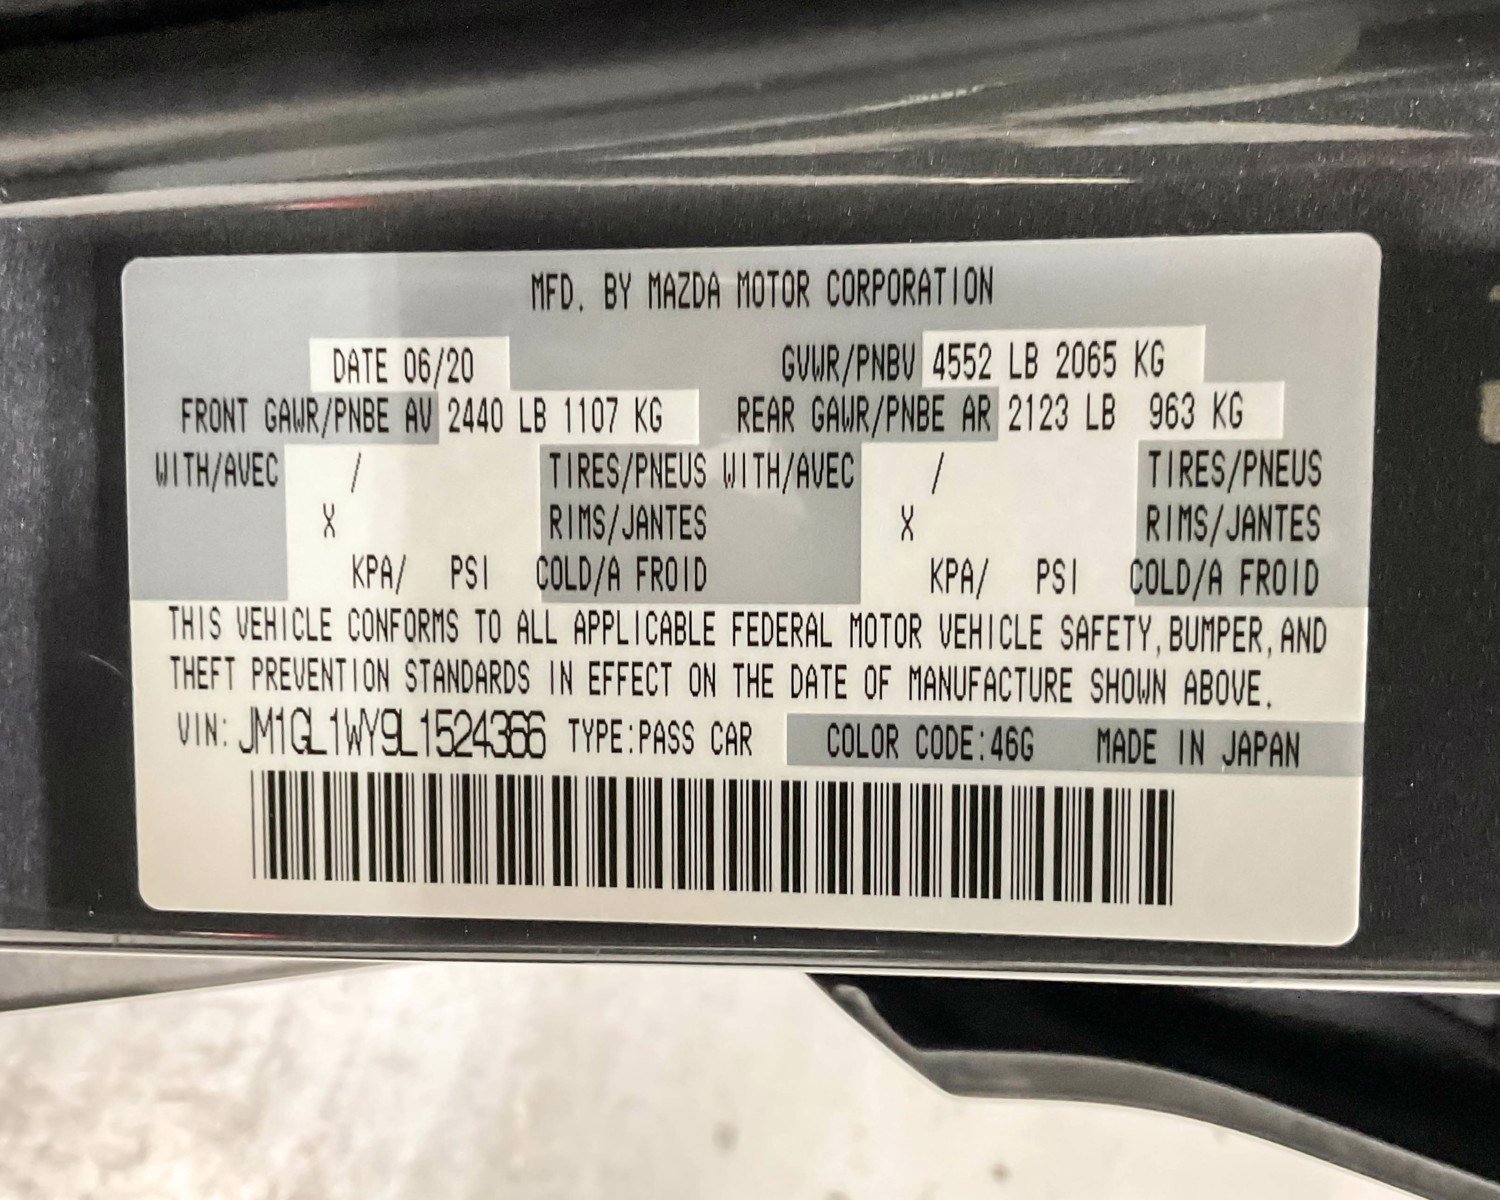 MFD. BY MAZDA MOTOR CORPORATION
DATE 06/20 GVWR/PNBV 4552 LB 2065 KG
FRONT GAWR/PNBE AV 2440 LB 1107 KG REAR GAWR/PNBE AR 2123 LB 963 KG
WITH/AVEC / TIRES/PNEUS WITH/AVEC / TIRES/PNEUS
X RIMS/JANTES X RIMS/JANTES
KPA/ PSI COLD/A FROID KPA/ PSI COLD/A FROID
THIS VEHICLE CONFORMS TO ALL APPLICABLE FEDERAL MOTOR VEHICLE SAFETY, BUMPER, AND
THEFT PREVENTION STANDARDS IN EFFECT ON THE DATE OF MANUFACTURE SHOWN ABOVE.
VIN: JM1GL1WY9L1524366 TYPE:PASS CAR COLOR CODE:46G MADE IN JAPAN